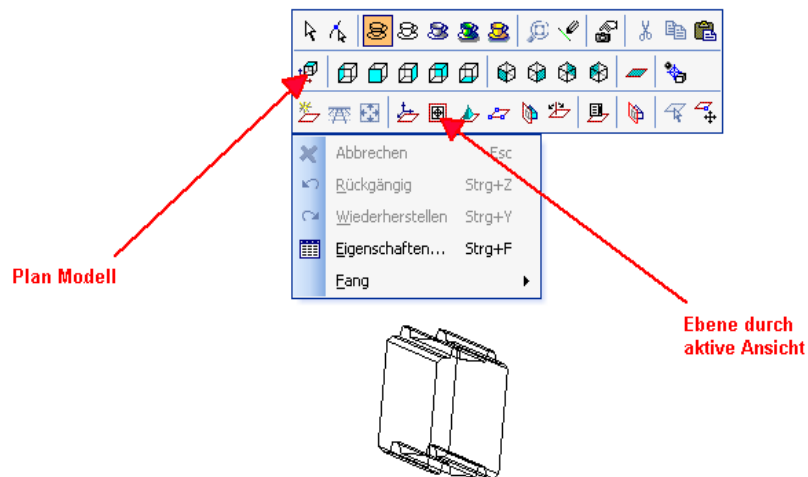 Abbrechen Esc
Rückgängig Strg+Z
Wiederherstellen Strg+Y
Eigenschaften... Strg+F
Fang
Plan Modell
Ebene durch
aktive Ansicht